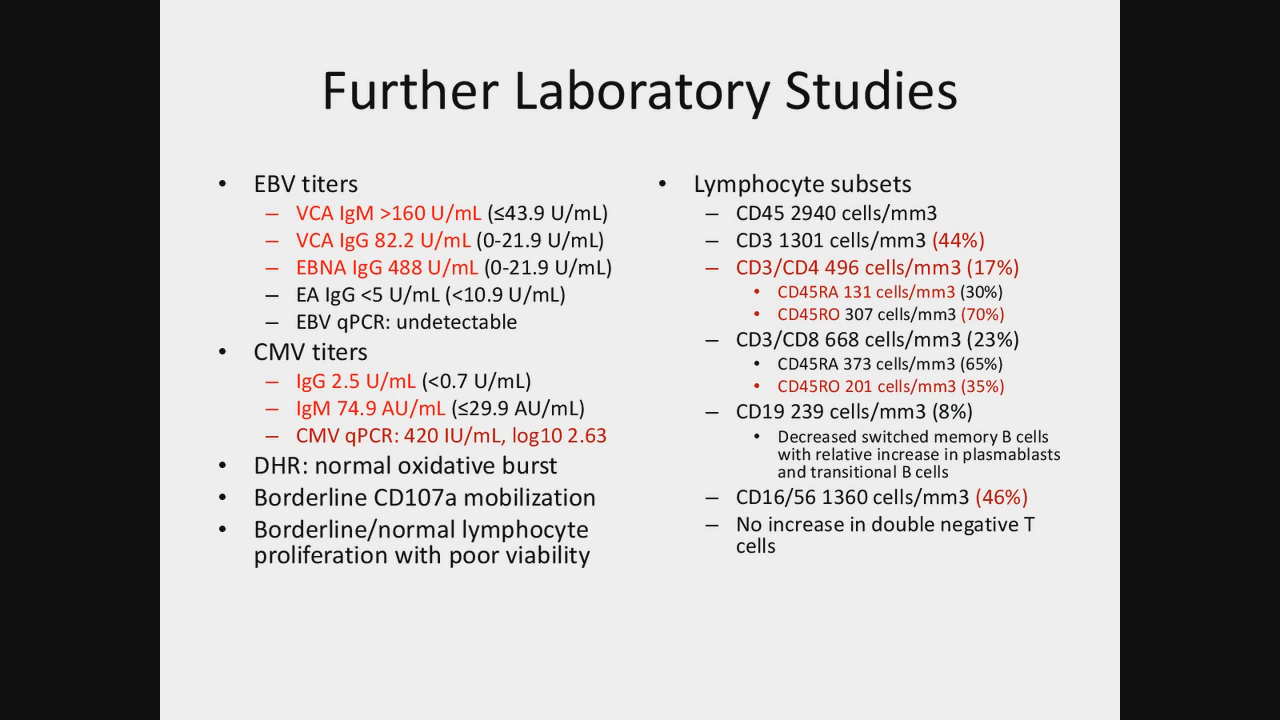 Further Laboratory Studies
• EBV titers
– VCA IgM >160 U/mL (≤43.9 U/mL)
– VCA IgG 82.2 U/mL (0-21.9 U/mL)
– EBNA IgG 488 U/mL (0-21.9 U/mL)
– EA IgG <5 U/mL (<10.9 U/mL)
– EBV qPCR: undetectable
• CMV titers
– IgG 2.5 U/mL (<0.7 U/mL)
– IgM 74.9 AU/mL (≤29.9 AU/mL)
– CMV qPCR: 420 IU/mL, log10 2.63
• DHR: normal oxidative burst
• Borderline CD107a mobilization
• Borderline/normal lymphocyte
proliferation with poor viability
• Lymphocyte subsets
– CD45 2940 cells/mm3
– CD3 1301 cells/mm3 (44%)
– CD3/CD4 496 cells/mm3 (17%)
• CD45RA 131 cells/mm3 (30%)
• CD45RO 307 cells/mm3 (70%)
– CD3/CD8 668 cells/mm3 (23%)
• CD45RA 373 cells/mm3 (65%)
• CD45RO 201 cells/mm3 (35%)
– CD19 239 cells/mm3 (8%)
• Decreased switched memory B cells
with relative increase in plasmablasts
and transitional B cells
– CD16/56 1360 cells/mm3 (46%)
– No increase in double negative T
cells